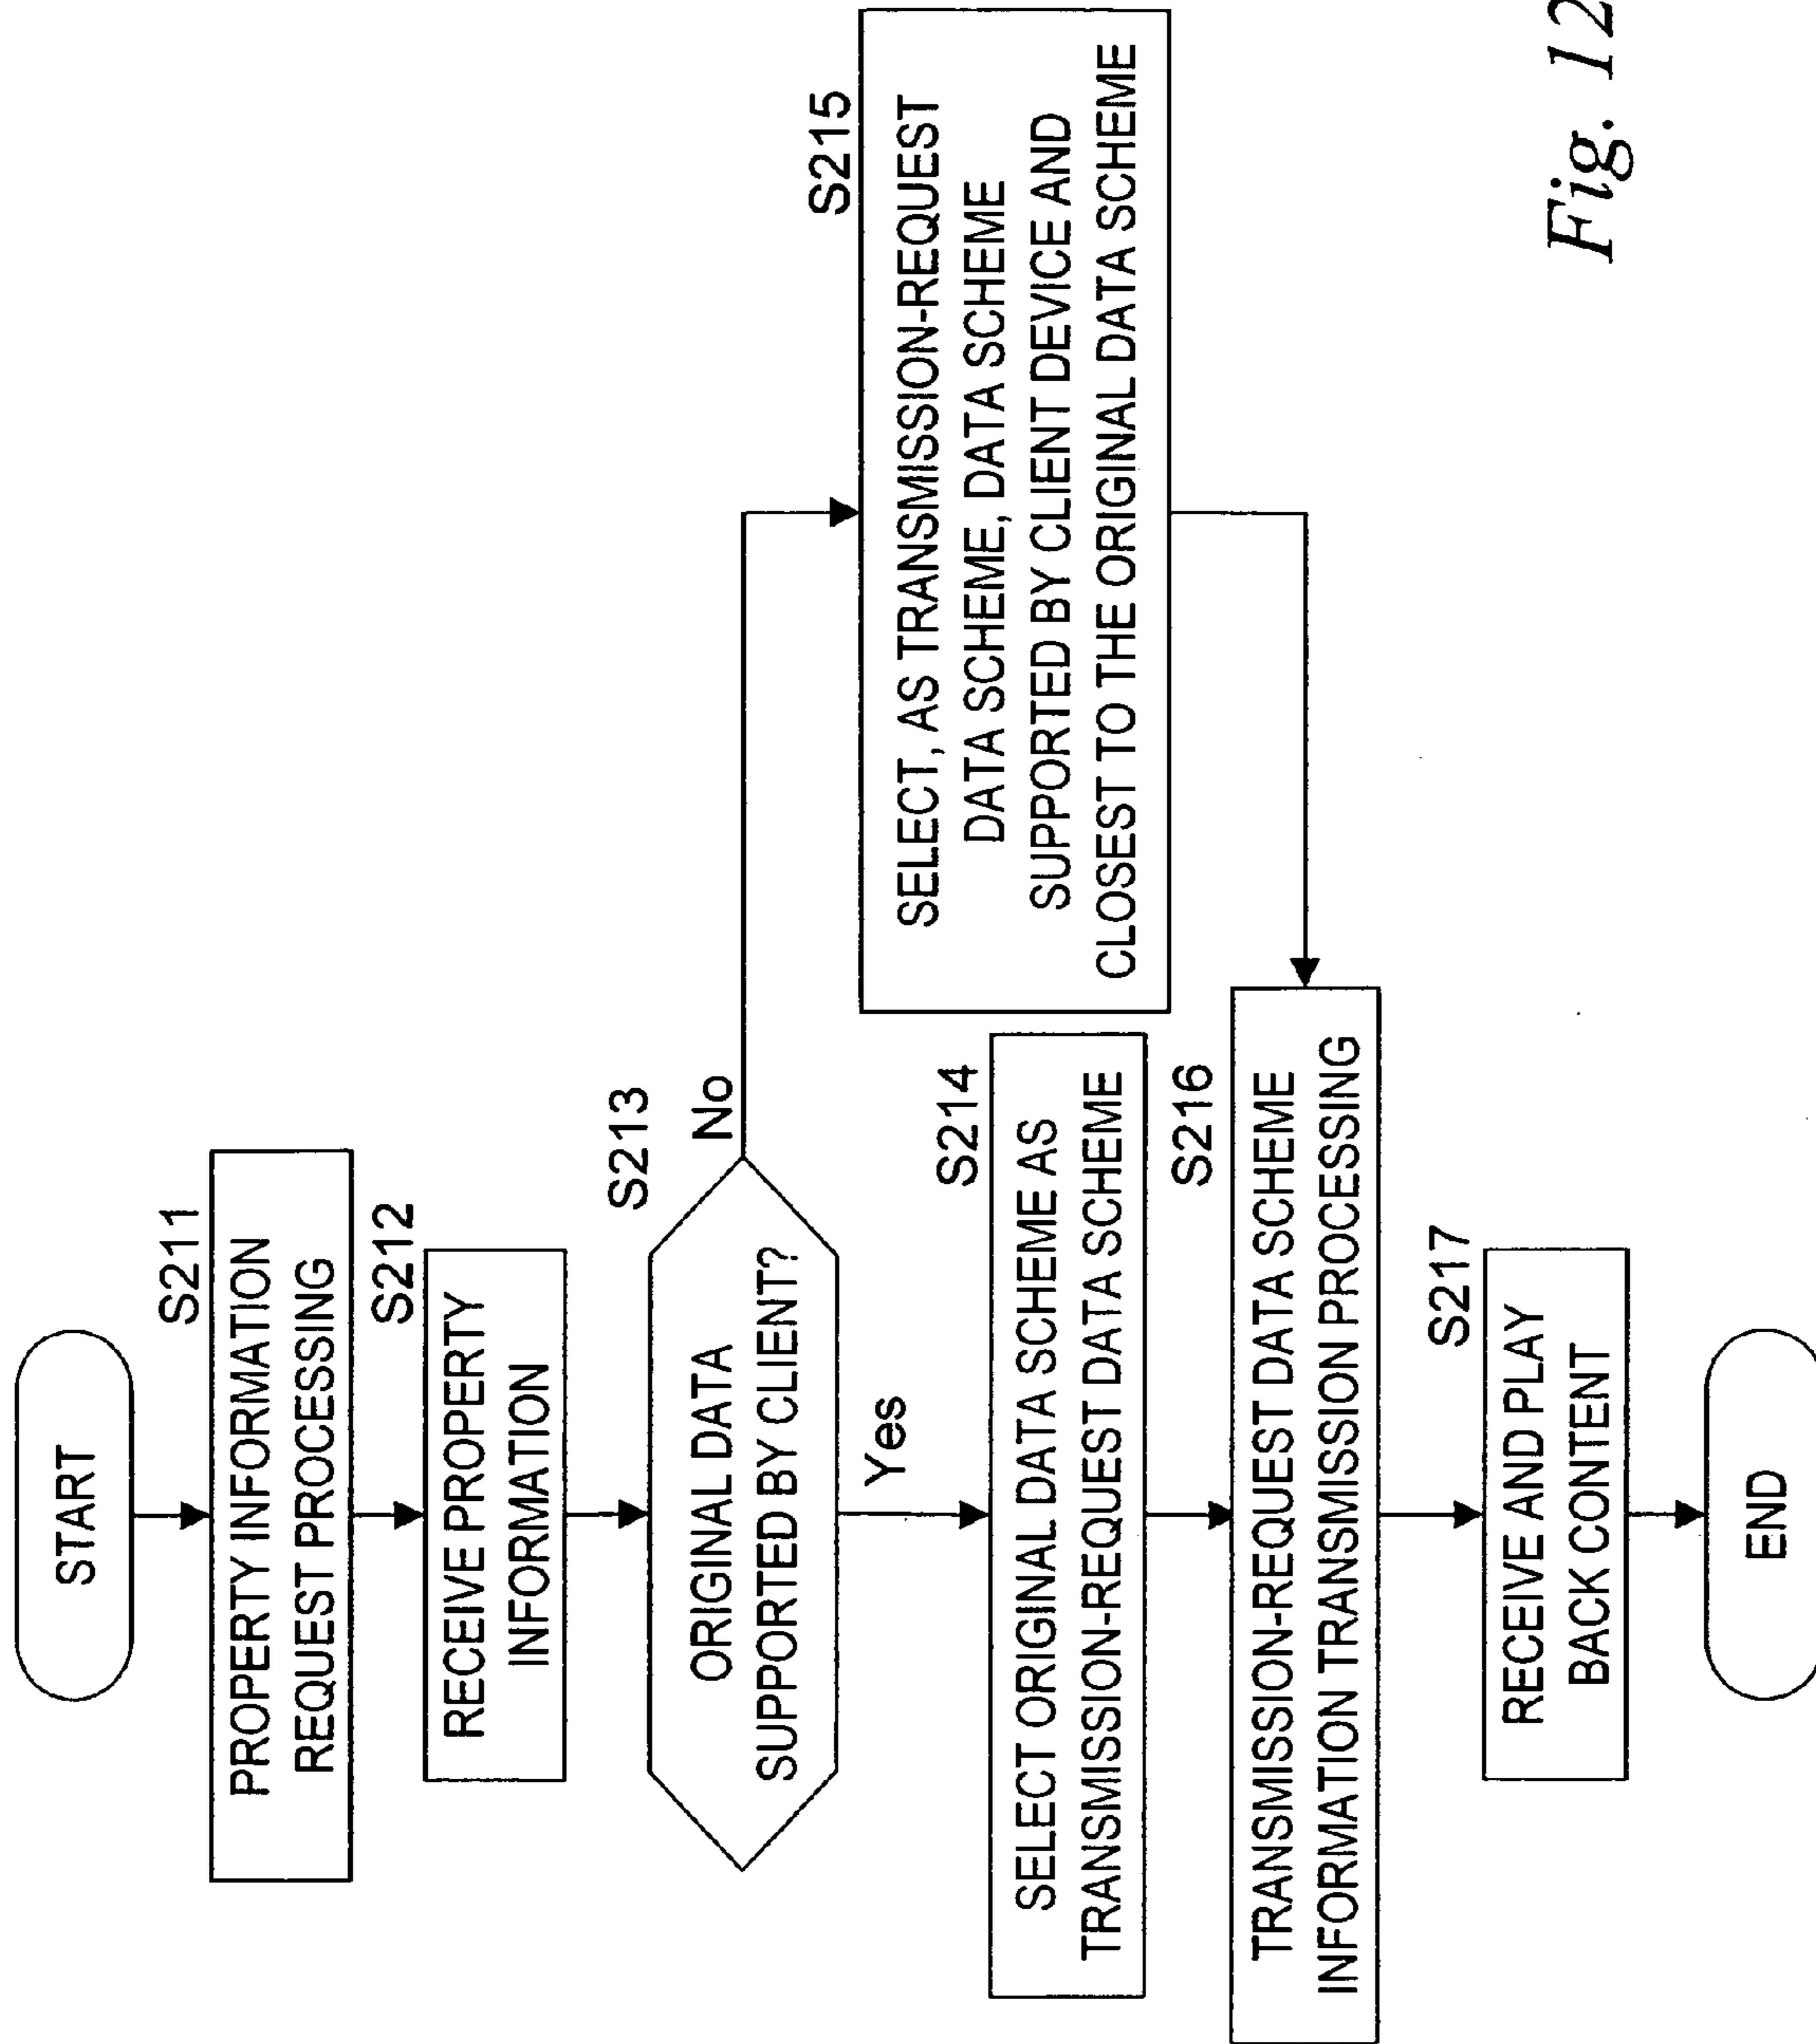 START
S211
PROPERTY INFORMATION
REQUEST PROCESSING
S212
RECEIVE PROPERTY
INFORMATION
S213
ORIGINAL DATA
SUPPORTED BY CLIENT?
No
Yes
S215
SELECT, AS TRANSMISSION-REQUEST
DATA SCHEME, DATA SCHEME
SUPPORTED BY CLIENT DEVICE AND
CLOSEST TO THE ORIGINAL DATA SCHEME
S214
SELECT ORIGINAL DATA SCHEME AS
TRANSMISSION-REQUEST DATA SCHEME
S216
TRANSMISSION-REQUEST DATA SCHEME
INFORMATION TRANSMISSION PROCESSING
S217
RECEIVE AND PLAY
BACK CONTENT
END
Fig. 12